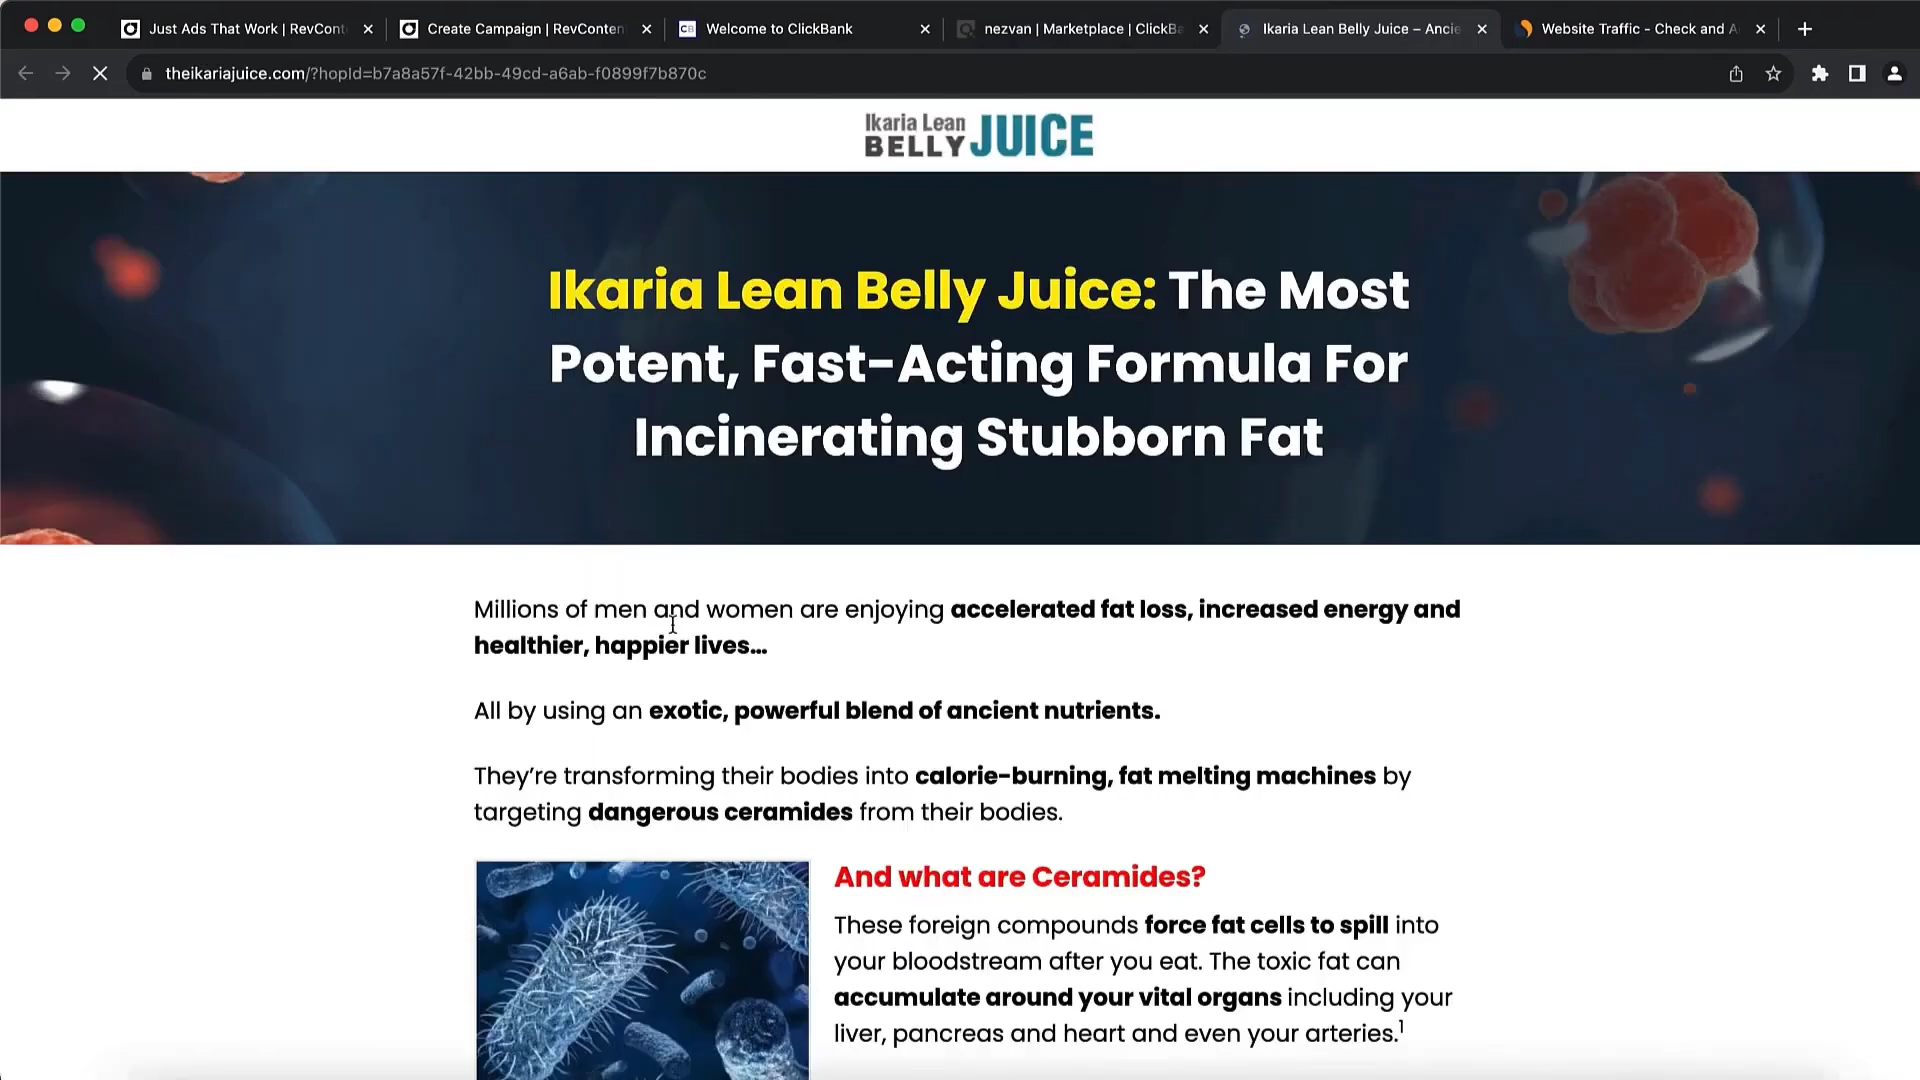 Just Ads That Work | RevCont
Create Campaign | RevConten
CB Welcome to ClickBank
nezvan | Marketplace | ClickBa
Ikaria Lean Belly Juice – Ancie
Website Traffic - Check and A
theikariajuice.com/?hopId=b7a8a57f-42bb-49cd-a6ab-f0899f7b870c
Ikaria Lean
BELLY JUICE
Ikaria Lean Belly Juice: The Most
Potent, Fast-Acting Formula For
Incinerating Stubborn Fat
Millions of men and women are enjoying accelerated fat loss, increased energy and
healthier, happier lives...
All by using an exotic, powerful blend of ancient nutrients.
They’re transforming their bodies into calorie-burning, fat melting machines by
targeting dangerous ceramides from their bodies.
And what are Ceramides?
These foreign compounds force fat cells to spill into
your bloodstream after you eat. The toxic fat can
accumulate around your vital organs including your
liver, pancreas and heart and even your arteries.1